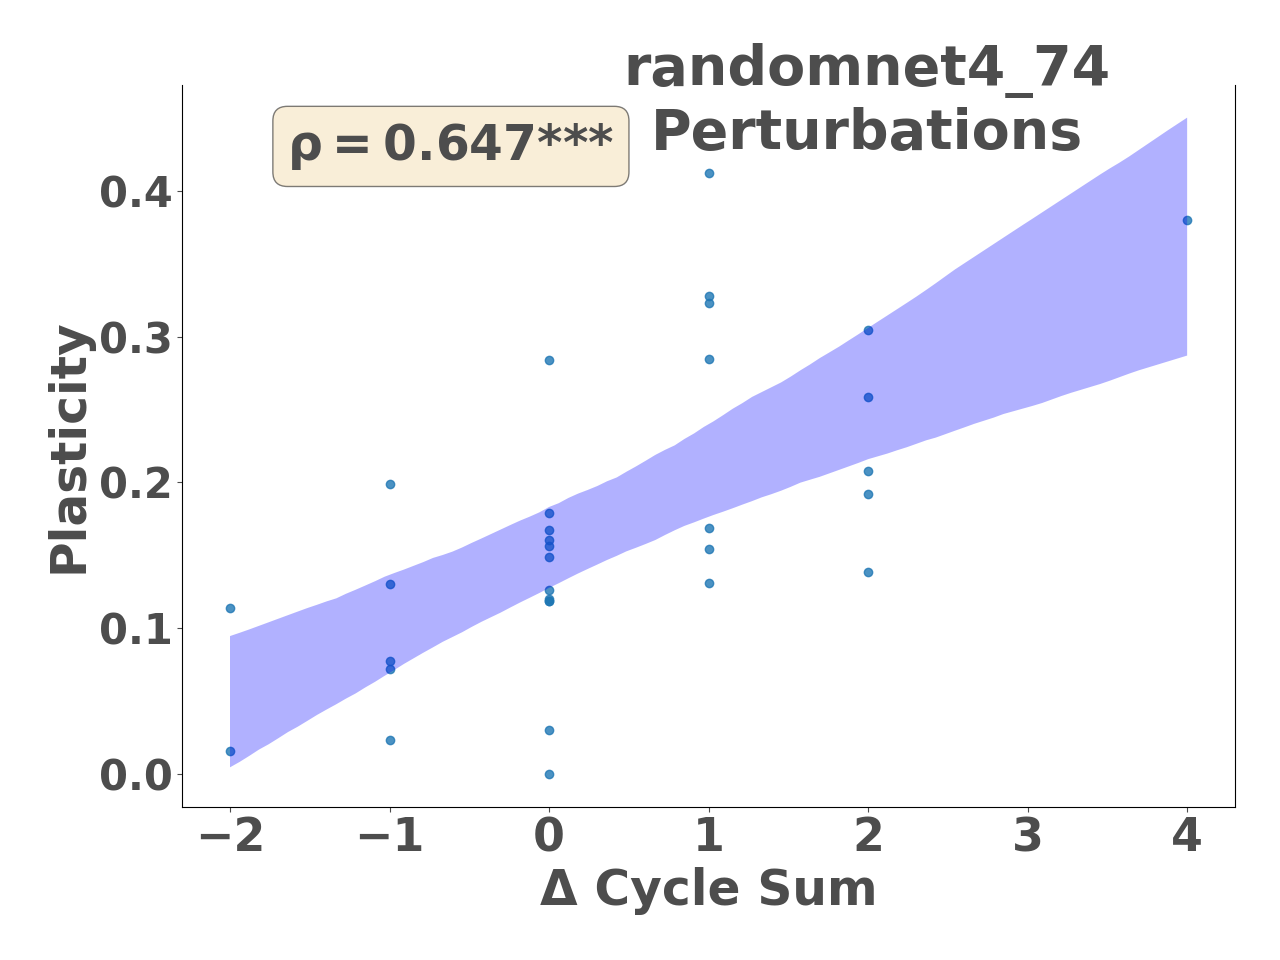 randomnet4_74
Perturbations
ρ = 0.647***
Plasticity
0.4
0.3
0.2
0.1
0.0
−2 −1 0 1 2 3 4
Δ Cycle Sum